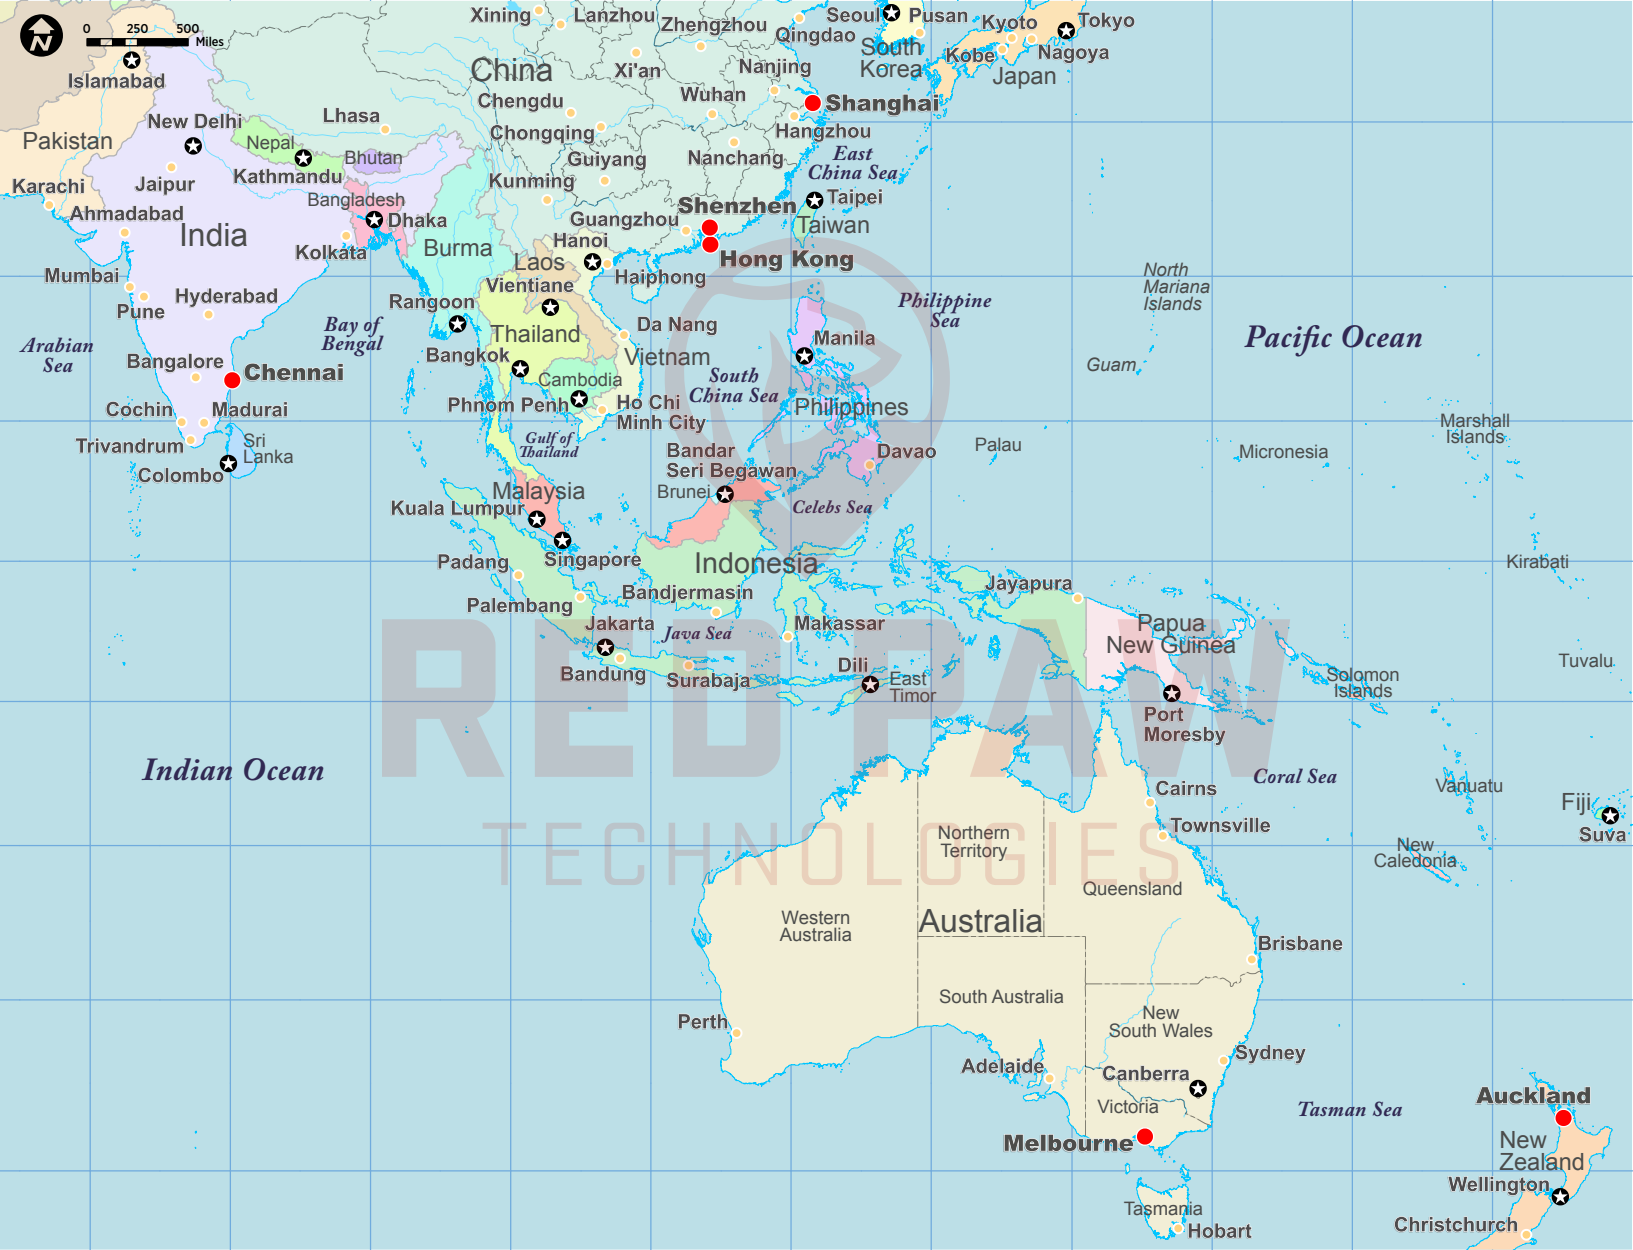 N
0 250 500
Miles
Xining
Lanzhou
Zhengzhou
Qingdao
Seoul
Pusan
Kyoto
Tokyo
South
Korea
Kobe
Nagoya
Japan
Islamabad
China
Xi'an
Nanjing
Chengdu
Wuhan
Shanghai
Lhasa
Hangzhou
New Delhi
Chongqing
Pakistan
Nepal
Bhutan
Guiyang
Nanchang
East
China Sea
Kathmandu
Karachi
Jaipur
Kunming
Bangladesh
Shenzhen
Taipei
Ahmadabad
Dhaka
Guangzhou
Taiwan
India
Kolkata
Burma
Hanoi
Laos
Hong Kong
Mumbai
Haiphong
North
Mariana
Islands
Vientiane
Hyderabad
Rangoon
Philippine
Sea
Pune
Bay of
Bengal
Thailand
Da Nang
Manila
Pacific Ocean
Arabian
Sea
Bangalore
Chennai
Bangkok
Vietnam
Guam
South
China Sea
Cambodia
Cochin
Madurai
Phnom Penh
Ho Chi
Minh City
Philippines
Marshall
Islands
Trivandrum
Sri
Lanka
Gulf of
Thailand
Palau
Micronesia
Colombo
Bandar
Seri Begawan
Davao
Malaysia
Brunei
Kuala Lumpur
Celebs Sea
Padang
Singapore
Indonesia
Kirabati
Jayapura
Palembang
Bandjermasin
Jakarta
Java Sea
Makassar
Papua
New Guinea
RED PAW
Bandung
Surabaja
Dili
East
Timor
Solomon
Islands
Tuvalu
Port
Moresby
Indian Ocean
Coral Sea
Vanuatu
Cairns
Fiji
Townsville
Suva
TECHNOLOGIES
Northern
Territory
New
Caledonia
Queensland
Western
Australia
Australia
Brisbane
South Australia
New
South Wales
Perth
Sydney
Adelaide
Canberra
Victoria
Tasman Sea
Auckland
Melbourne
New
Zealand
Wellington
Tasmania
Hobart
Christchurch